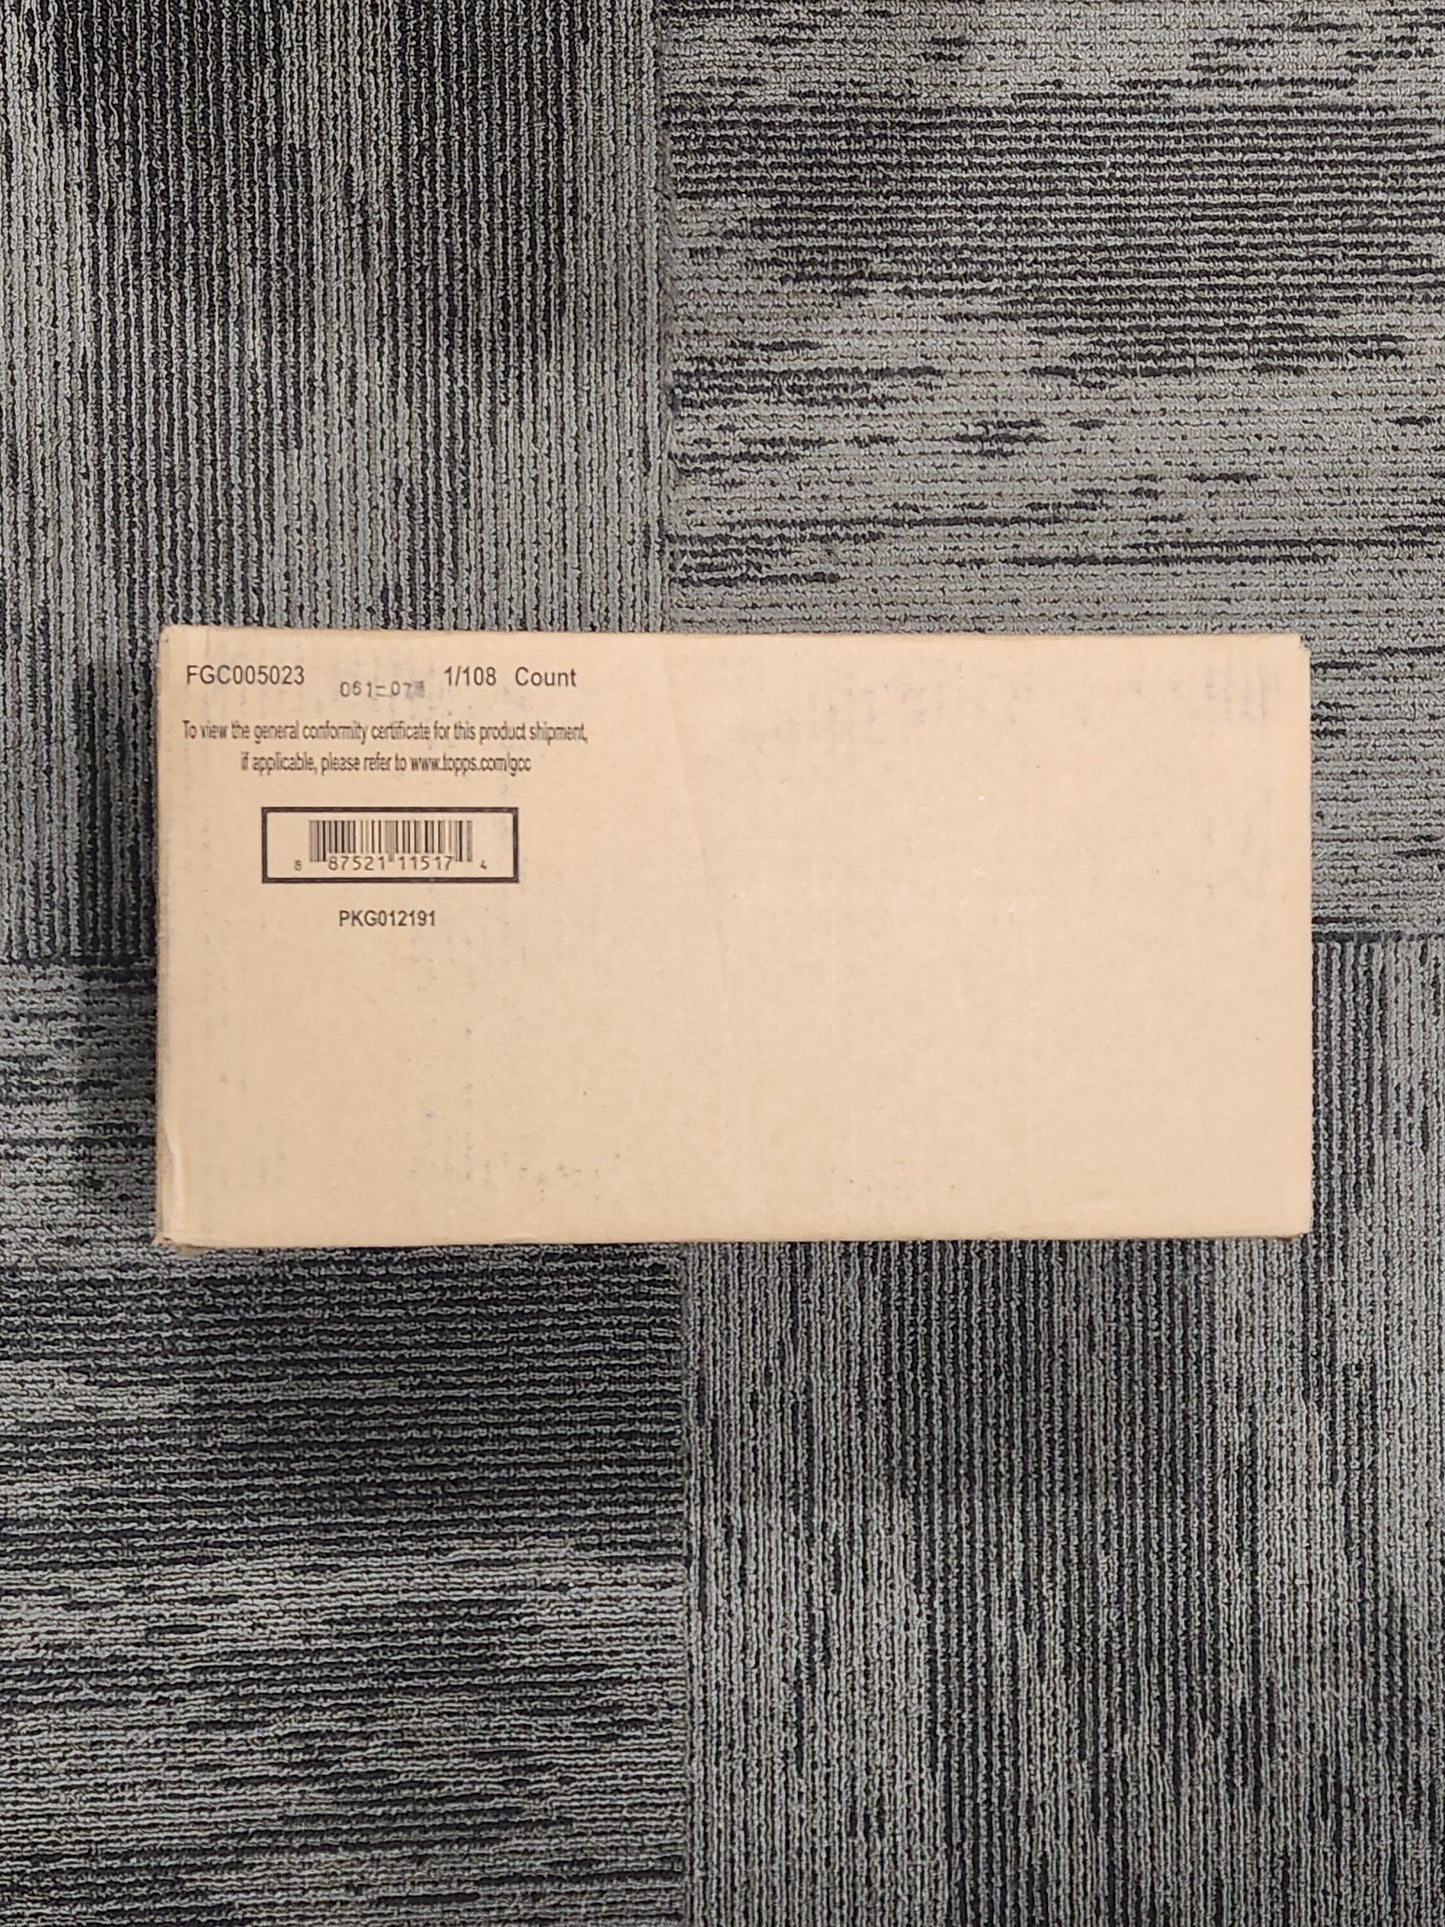 FGC005023 1/108 Count
To view the general conformity certificate for this product shipment,
if applicable, please refer to www.topps.com/gcc
8 87521 11517 4
PKG012191